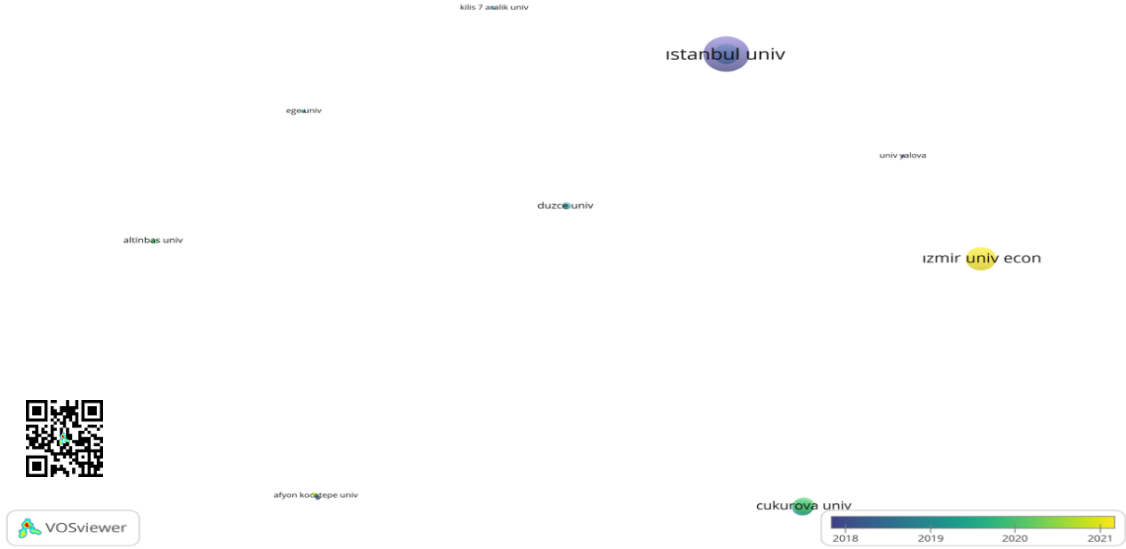 kilis 7 aralik univ
ıstanbul univ
ege univ
univ yalova
duzce univ
altinbas univ
ızmir univ econ
afyon kocatepe univ
cukurova univ
VOSviewer
2018 2019 2020 2021